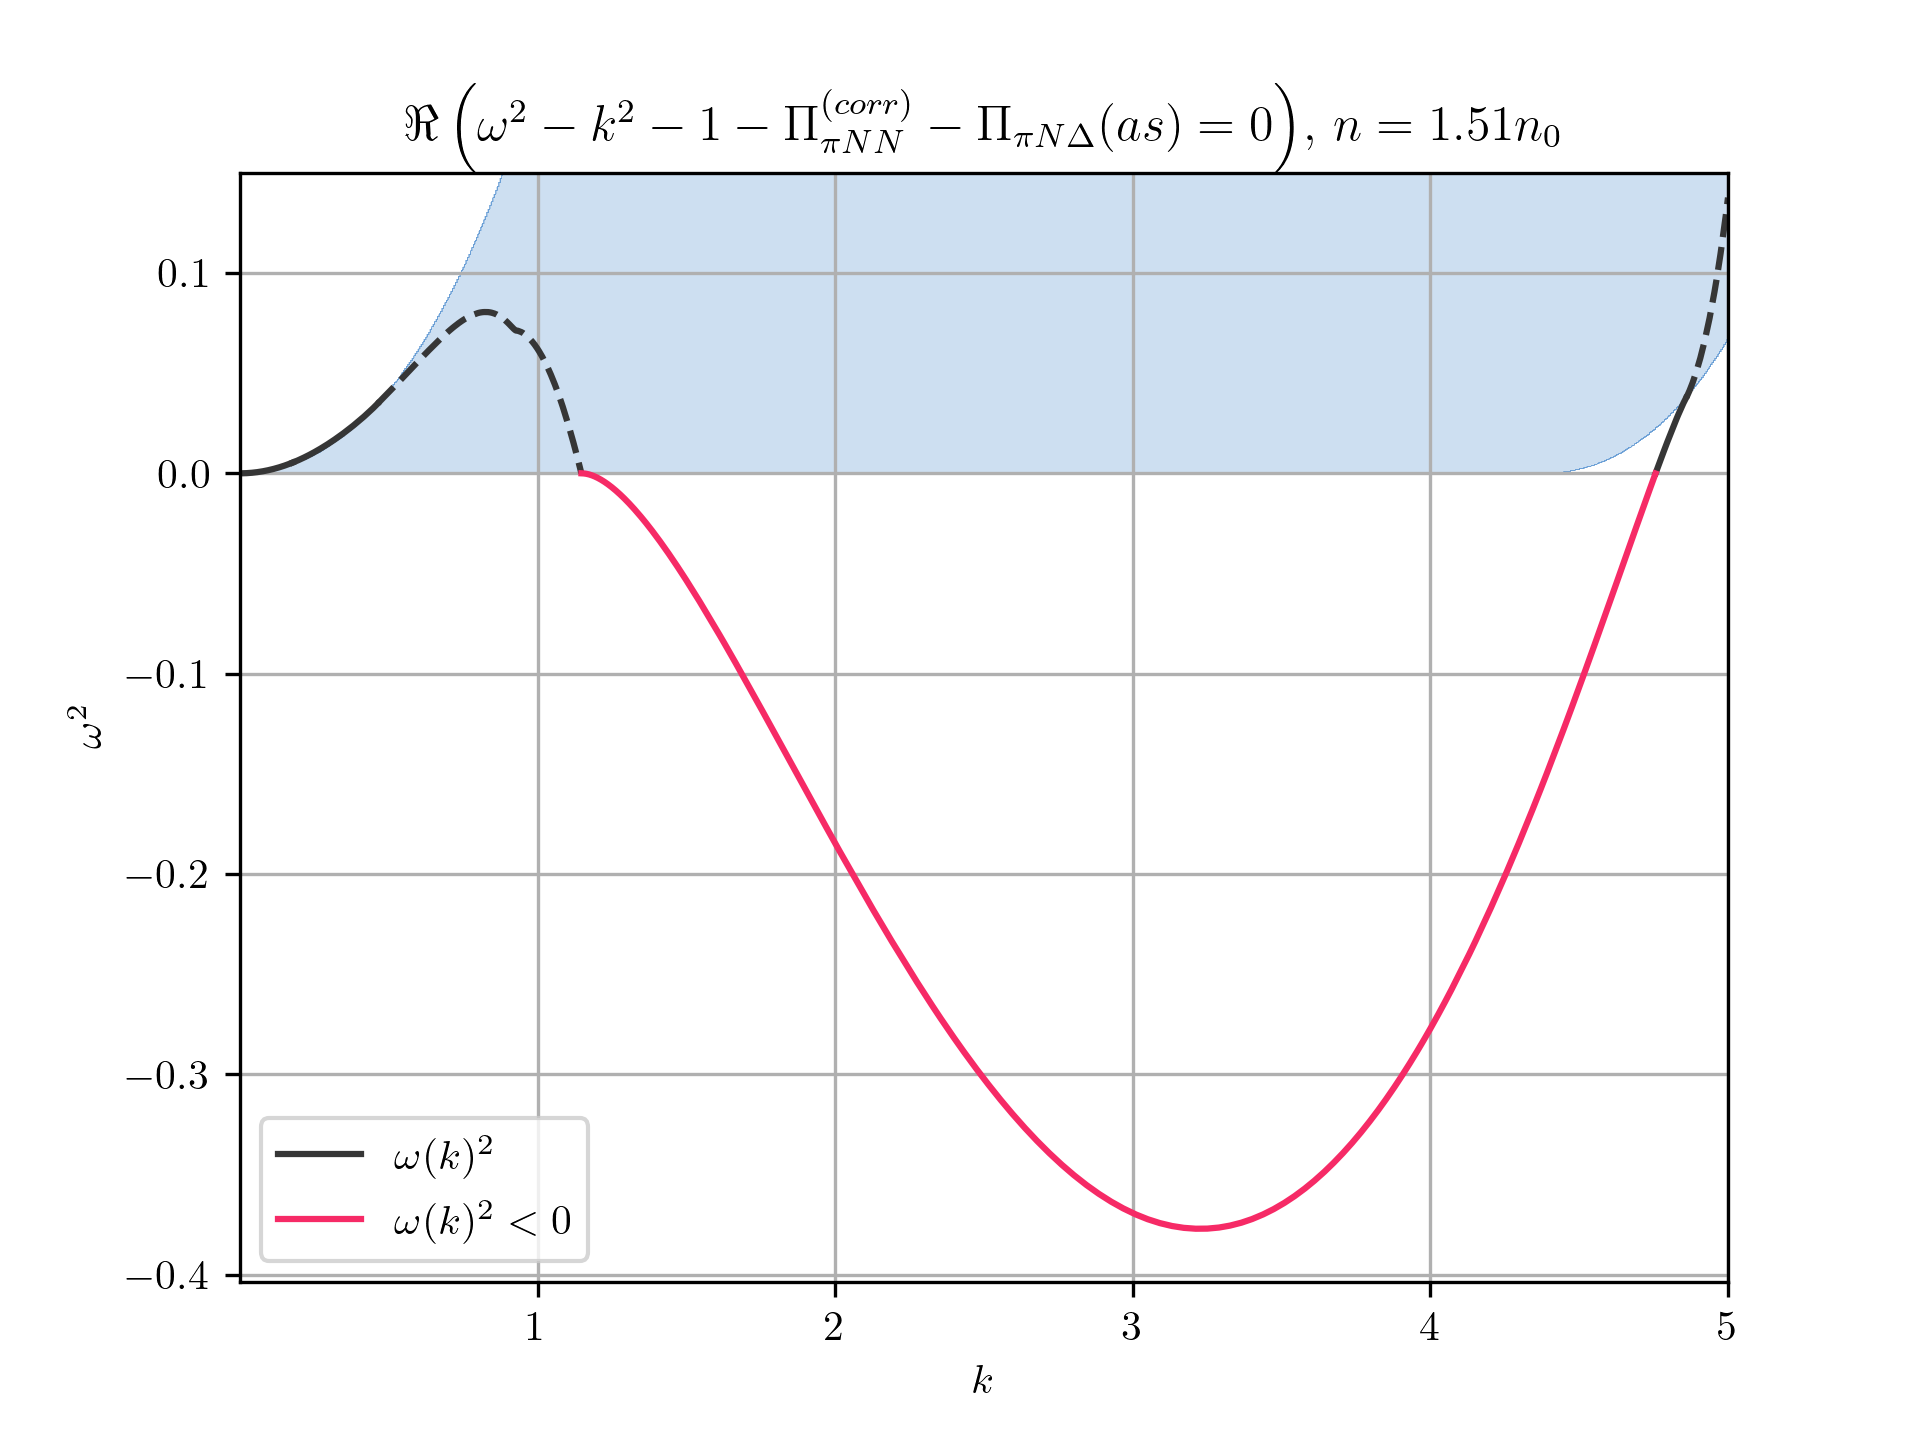 ℜ(ω² − k² − 1 − Π_{πNN}^{(corr)} − Π_{πNΔ}(as) = 0), n = 1.51n₀
0.1
0.0
−0.1
−0.2
−0.3
−0.4
ω²
ω(k)²
ω(k)² < 0
1 2 3 4 5
k